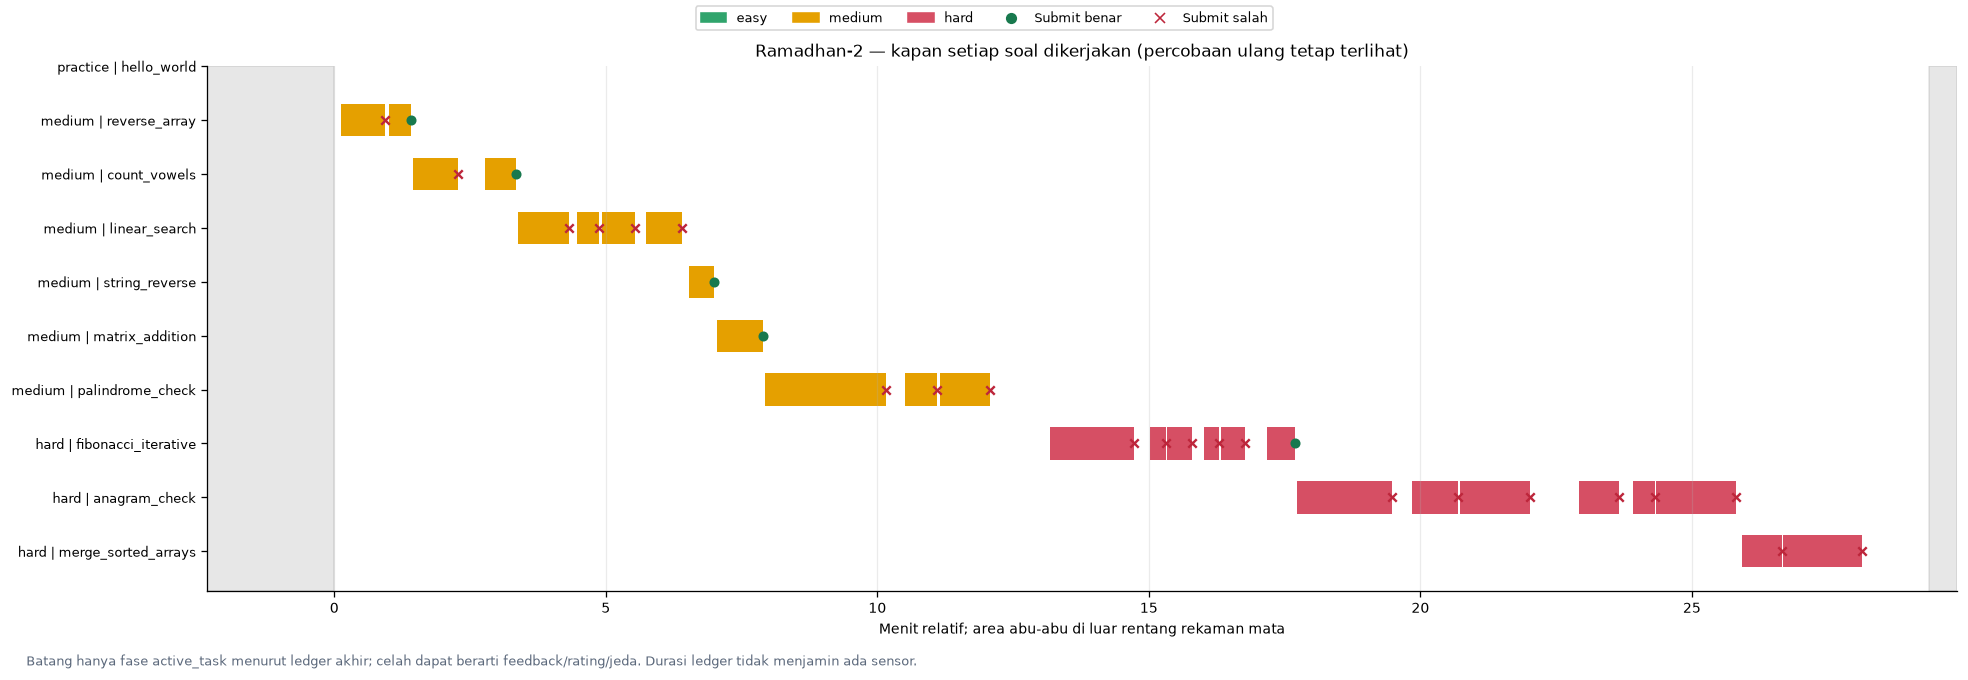 easy medium hard Submit benar Submit salah
Ramadhan-2 — kapan setiap soal dikerjakan (percobaan ulang tetap terlihat)
practice | hello_world
medium | reverse_array
medium | count_vowels
medium | linear_search
medium | string_reverse
medium | matrix_addition
medium | palindrome_check
hard | fibonacci_iterative
hard | anagram_check
hard | merge_sorted_arrays
0 5 10 15 20 25
Menit relatif; area abu-abu di luar rentang rekaman mata
Batang hanya fase active_task menurut ledger akhir; celah dapat berarti feedback/rating/jeda. Durasi ledger tidak menjamin ada sensor.